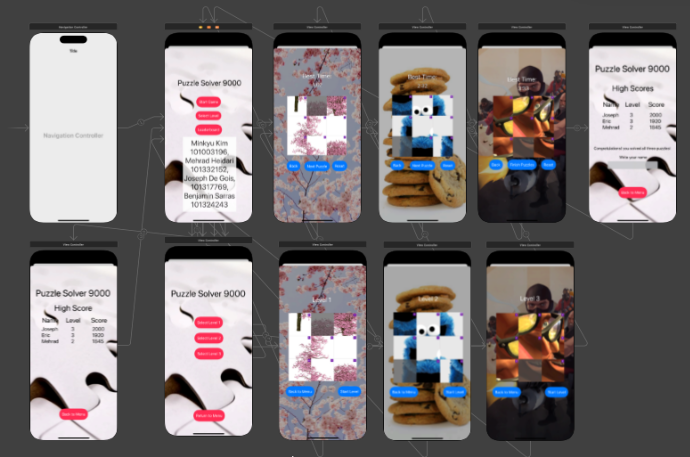 Navigation Controller
View Controller
View Controller
View Controller
View Controller
Title
Navigation Controller
Puzzle Solver 9000
Start Game
Select Level
Leaderboard
Minkyu Kim
101003196,
Mehrad Heidari
101332152,
Joseph De Gois,
101317769,
Benjamin Sarras
101324243
Best Time
Back
Next Puzzle
Reset
Best Time
Back
Next Puzzle
Reset
Best Time
Back
Reset
Puzzle Solver 9000
High Scores
Name Level Score
Joseph 3 2000
Eric 3 1920
Mehrad 2 1645
Congratulations you solved all three puzzles!
Write your name
Back to Menu
View Controller
View Controller
View Controller
View Controller
View Controller
Puzzle Solver 9000
High Score
Name Level Score
Joseph 3 2000
Eric 3 1920
Mehrad 2 1645
Back to Menu
Puzzle Solver 9000
Select Level 1
Select Level 2
Select Level 3
Return to Menu
Level 1
Back to Menu
Start Level
Level 2
Back to Menu
Start Level
Level 3
Back to Menu
Start Level